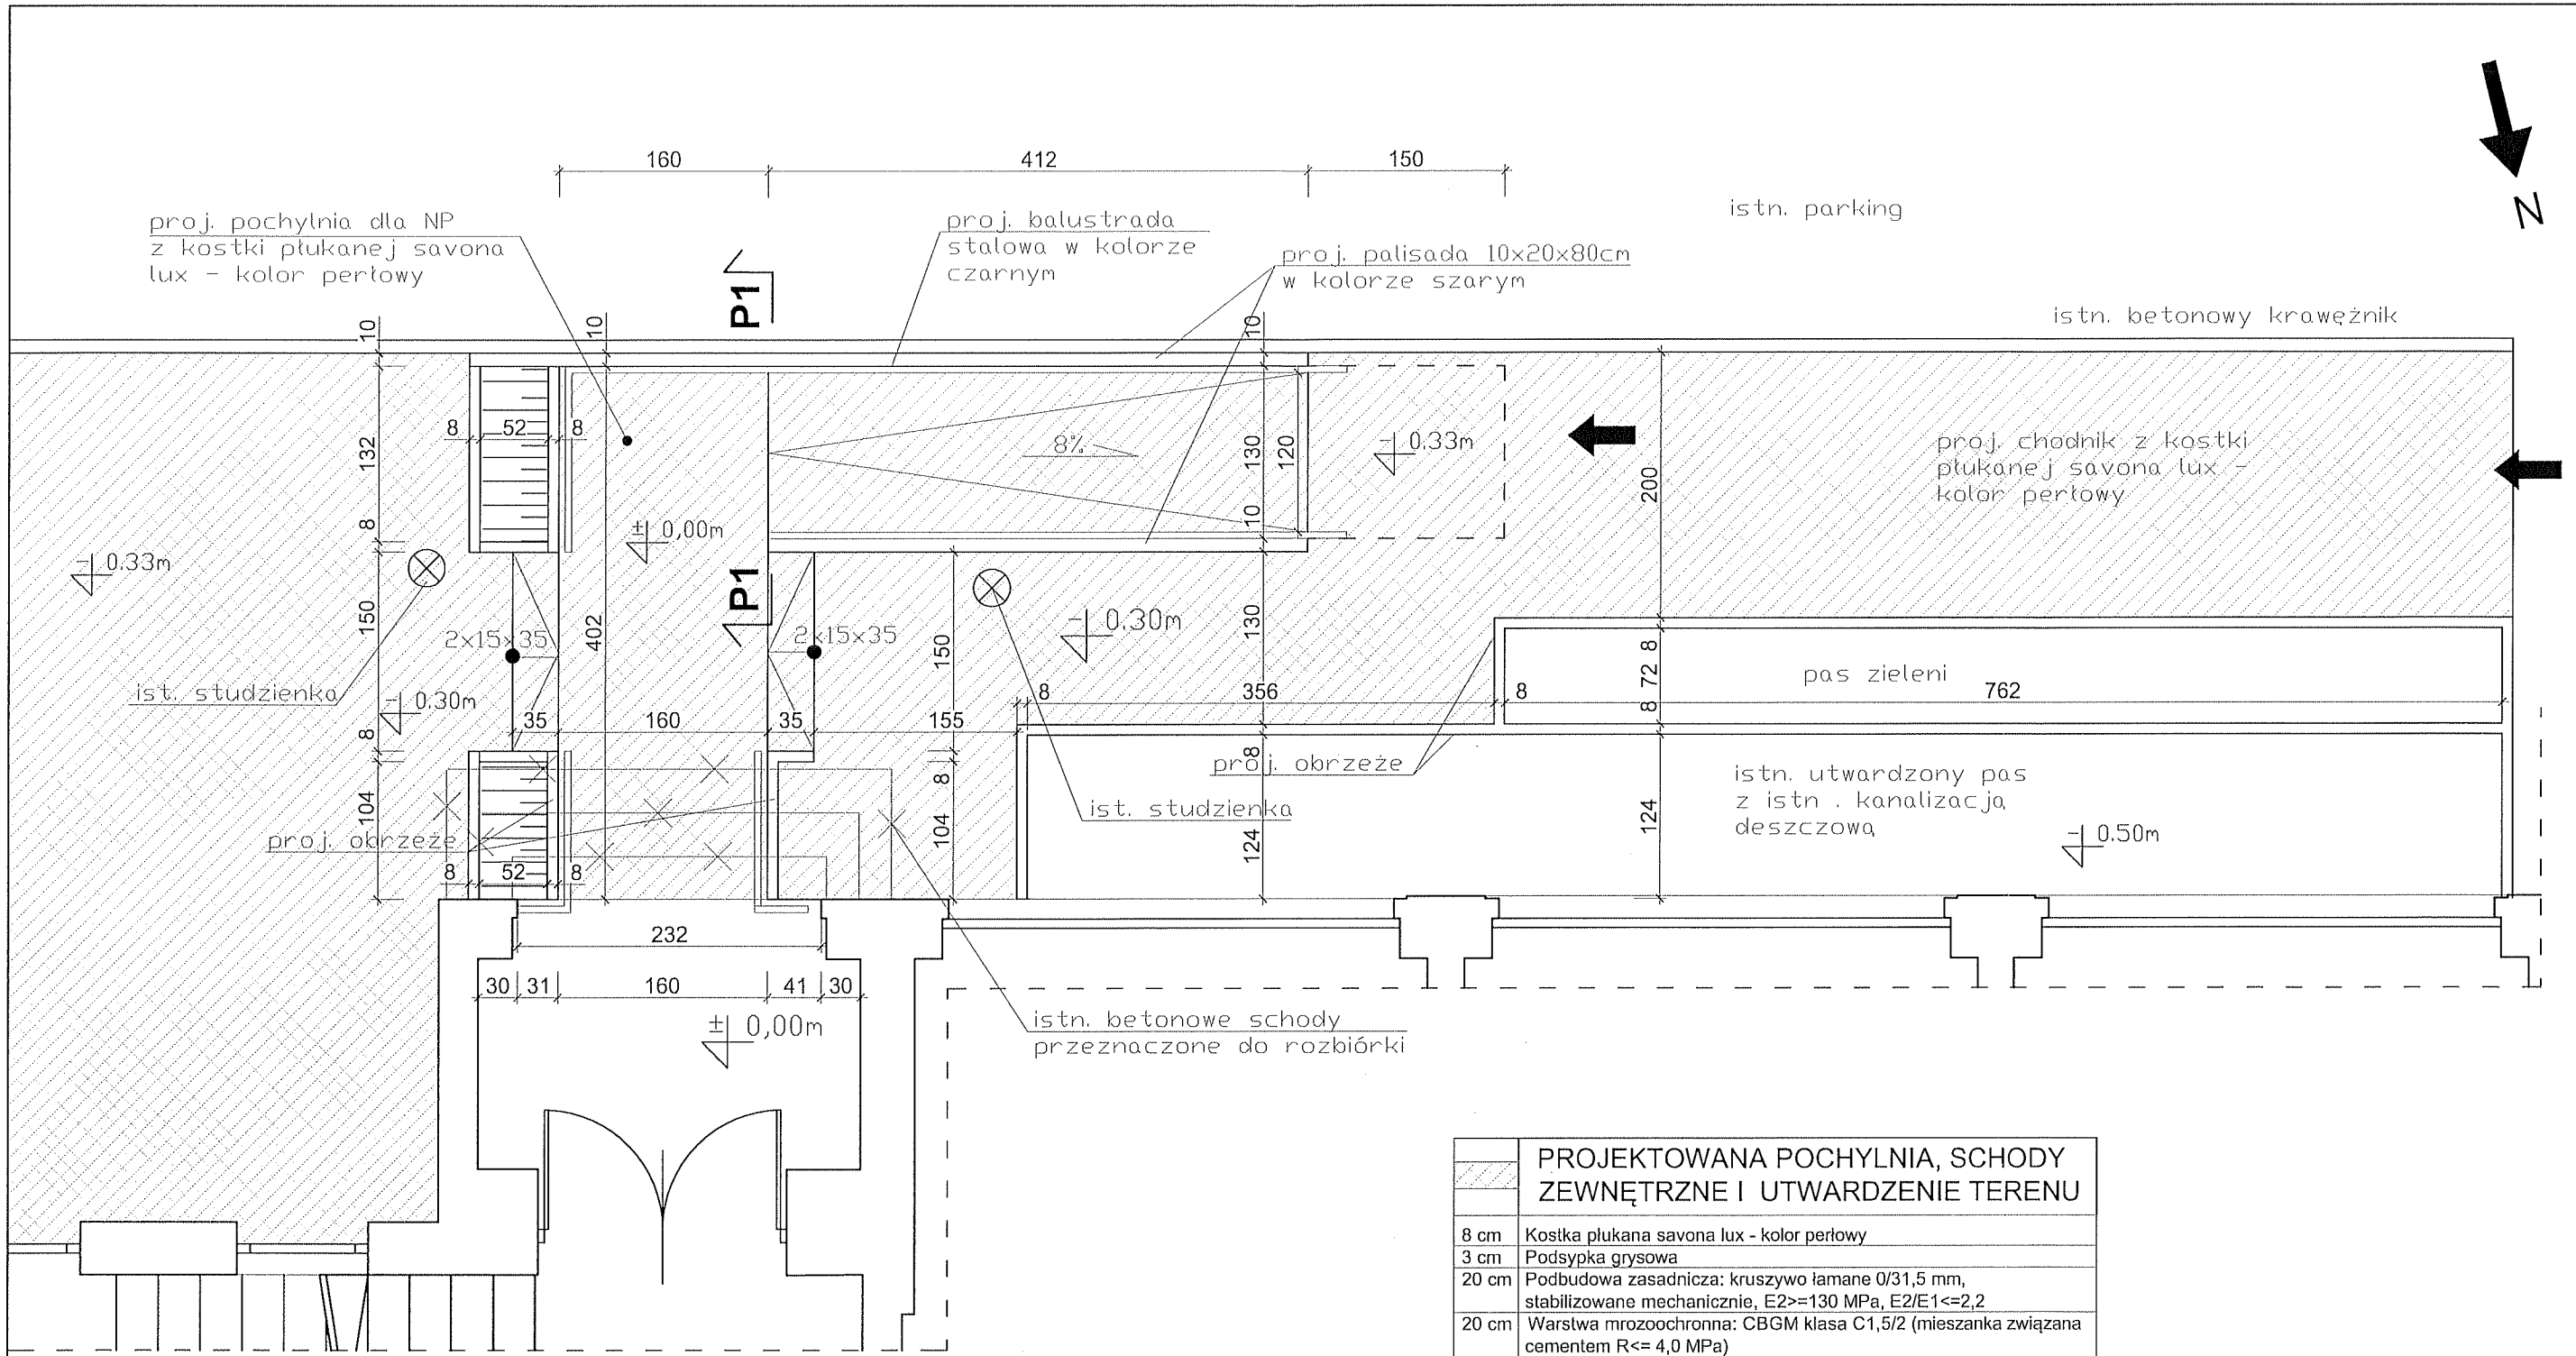 160
412
150
N
istn. parking
proj. pochylnia dla NP
z kostki płukanej savona
lux - kolor perłowy
proj. balustrada
stalowa w kolorze
czarnym
proj. palisada 10x20x80cm
w kolorze szarym
P1
istn. betonowy krawężnik
10
10
10
132
8
52
8
8%
130
120
- 0.33m
200
proj. chodnik z kostki
płukanej savona lux -
kolor perłowy
8
10
± 0,00m
- 0.33m
P1
150
402
2x15x35
2x15x35
150
- 0.30m
130
ist. studzienka
- 0.30m
8
72
8
pas zieleni
8
356
8
762
35
160
35
155
8
8
8
104
proj. obrzeże
104
124
proj. obrzeże
ist. studzienka
124
istn. utwardzony pas
z istn . kanalizacją
deszczową
- 0.50m
8
52
8
232
30
31
160
41
30
± 0,00m
istn. betonowe schody
przeznaczone do rozbiórki
PROJEKTOWANA POCHYLNIA, SCHODY
ZEWNĘTRZNE I UTWARDZENIE TERENU
8 cm Kostka płukana savona lux - kolor perłowy
3 cm Podsypka grysowa
20 cm Podbudowa zasadnicza: kruszywo łamane 0/31,5 mm,
stabilizowane mechanicznie, E2>=130 MPa, E2/E1<=2,2
20 cm Warstwa mrozoochronna: CBGM klasa C1,5/2 (mieszanka związana
cementem R<= 4,0 MPa)